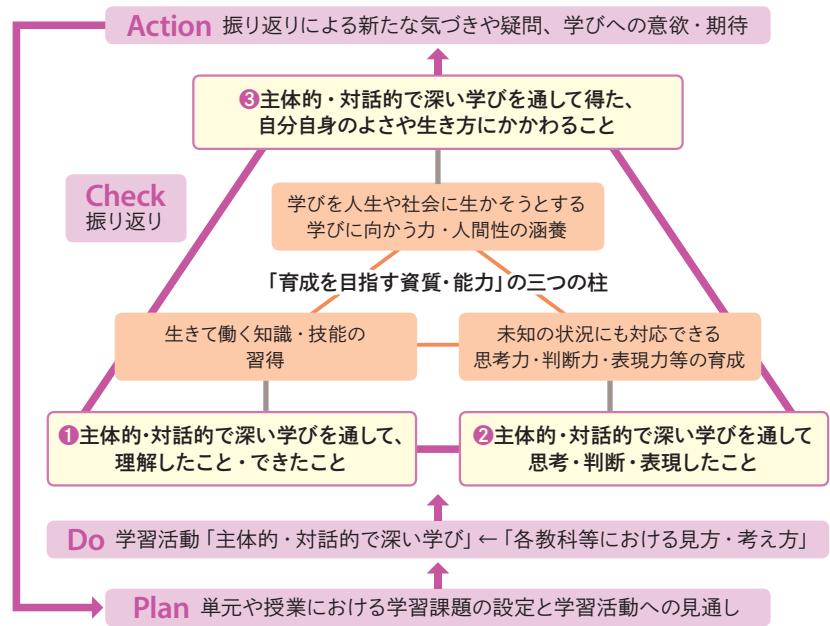 Action 振り返りによる新たな気づきや疑問、学びへの意欲・期待
❸主体的・対話的で深い学びを通して得た、
自分自身のよさや生き方にかかわること
Check
振り返り
学びを人生や社会に生かそうとする
学びに向かう力・人間性の涵養
「育成を目指す資質・能力」の三つの柱
生きて働く知識・技能の
習得
未知の状況にも対応できる
思考力・判断力・表現力等の育成
❶主体的・対話的で深い学びを通して、
理解したこと・できたこと
❷主体的・対話的で深い学びを通して
思考・判断・表現したこと
Do 学習活動「主体的・対話的で深い学び」←「各教科等における見方・考え方」
Plan 単元や授業における学習課題の設定と学習活動への見通し